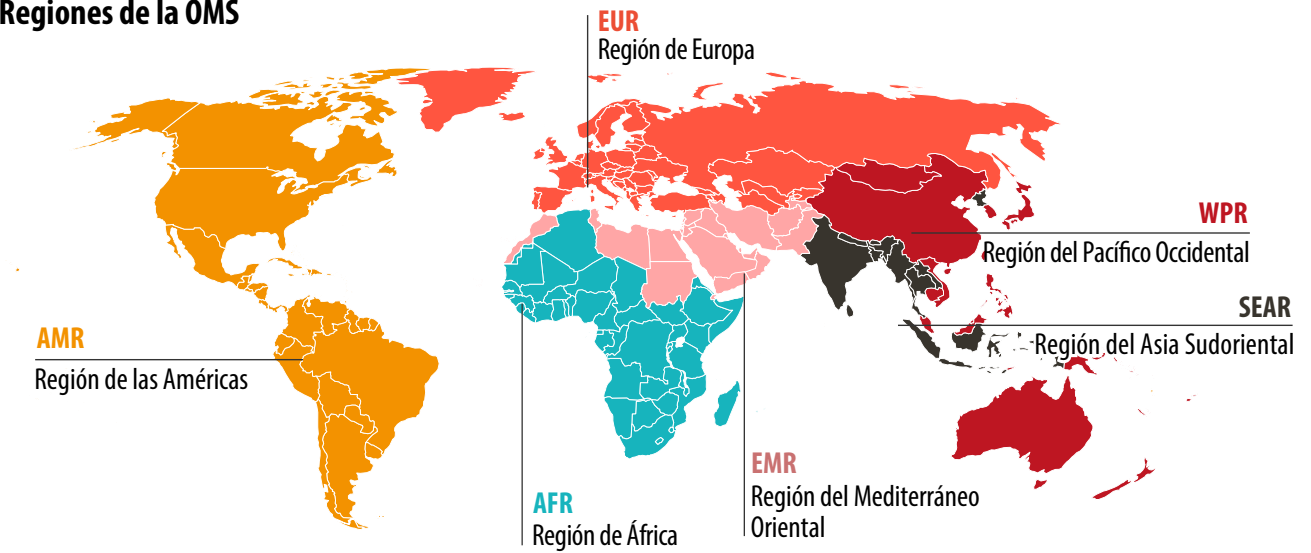 Regiones de la OMS
EUR
Región de Europa
WPR
Región del Pacífico Occidental
SEAR
Región del Asia Sudoriental
AMR
Región de las Américas
EMR
Región del Mediterráneo
Oriental
AFR
Región de África